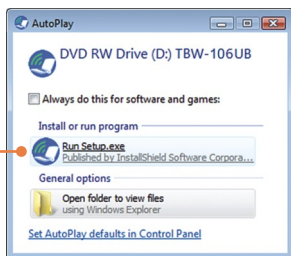 AutoPlay
DVD RW Drive (D:) TBW-106UB
Always do this for software and games:
Install or run program
Run Setup.exe
Published by InstallShield Software Corpora...
General options
Open folder to view files
using Windows Explorer
Set AutoPlay defaults in Control Panel